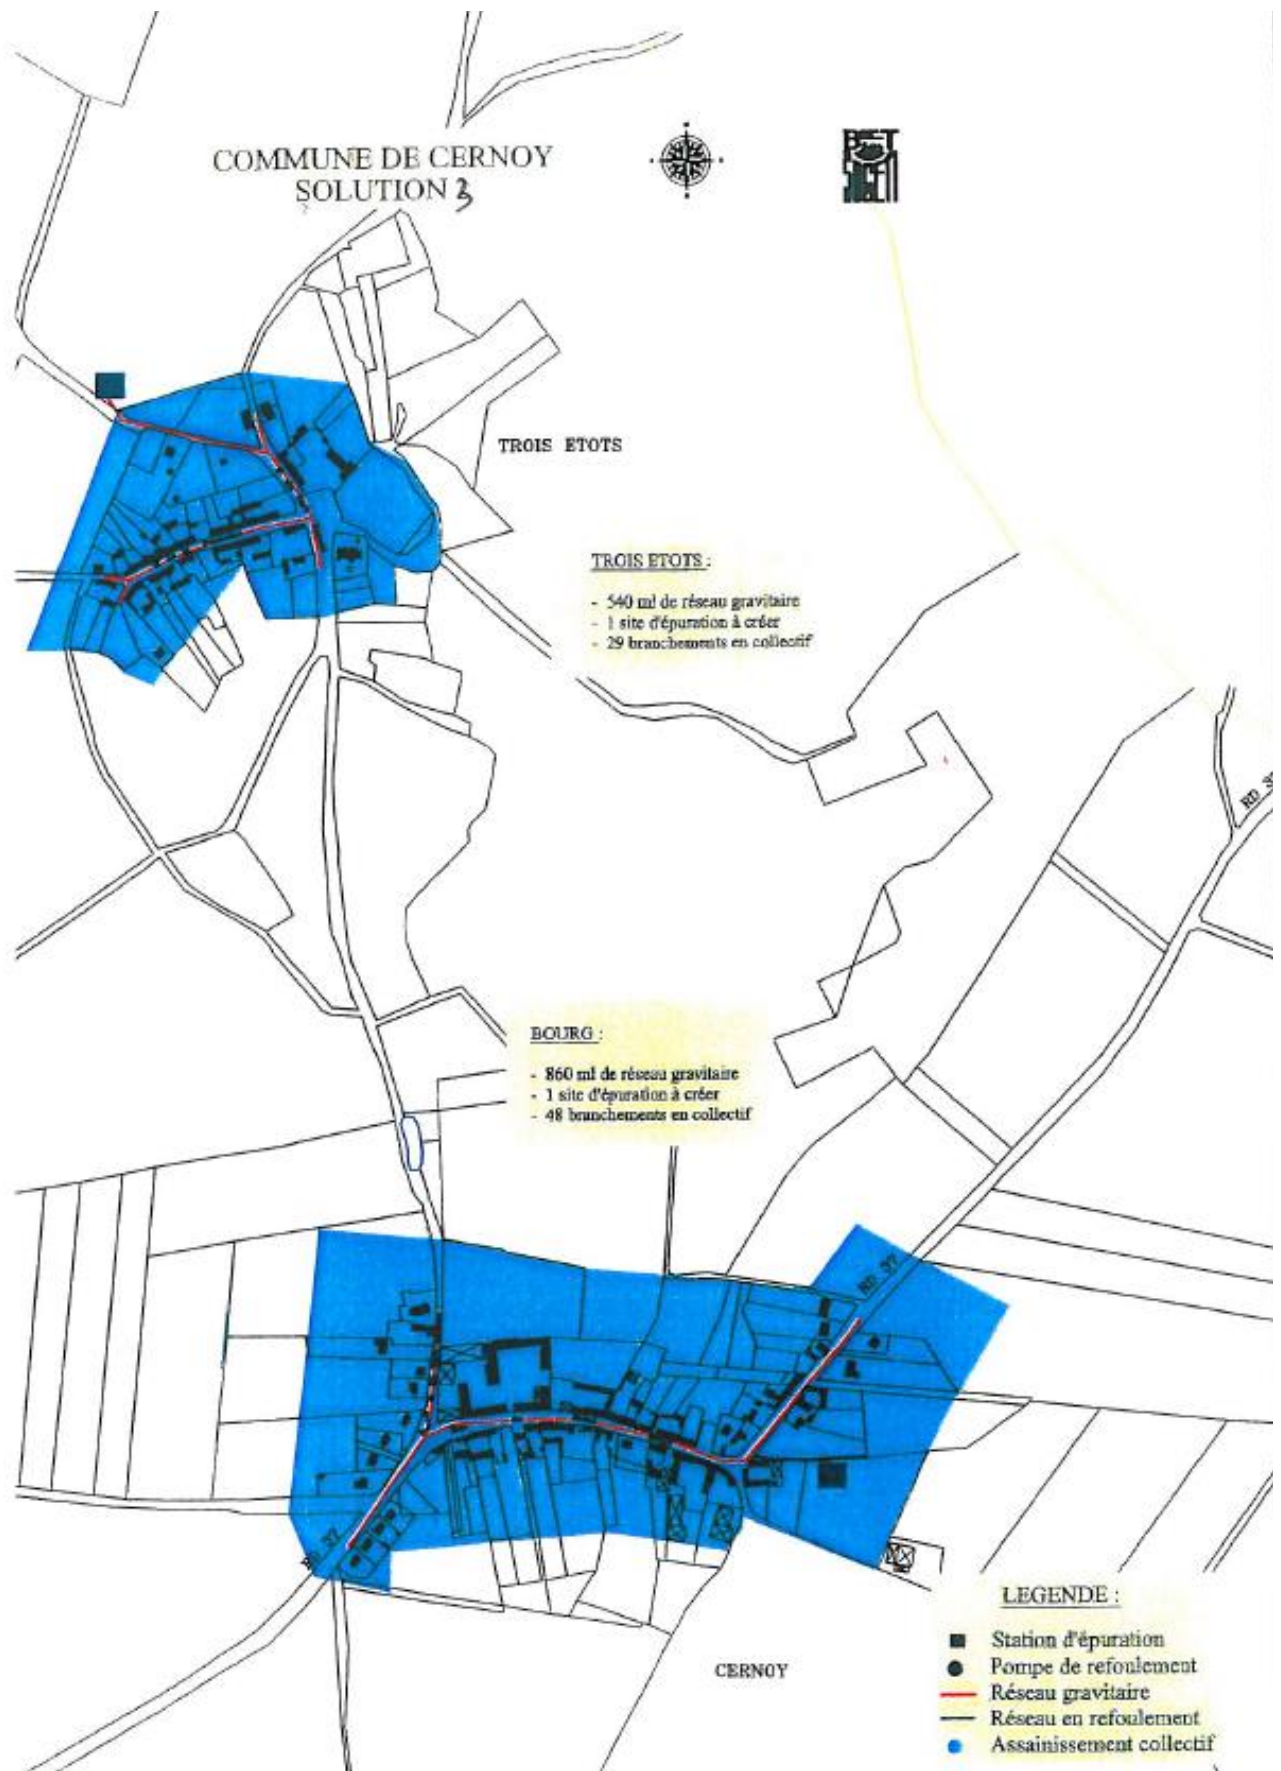 COMMUNE DE CERNOY
SOLUTION 3
TROIS ETOTS
TROIS ETOTS :
- 540 ml de réseau gravitaire
- 1 site d'épuration à créer
- 29 branchements en collectif
RD 37
BOURG :
- 860 ml de réseau gravitaire
- 1 site d'épuration à créer
- 48 branchements en collectif
RD 37
RD 37
CERNOY
LEGENDE :
Station d'épuration
Pompe de refoulement
Réseau gravitaire
Réseau en refoulement
Assainissement collectif